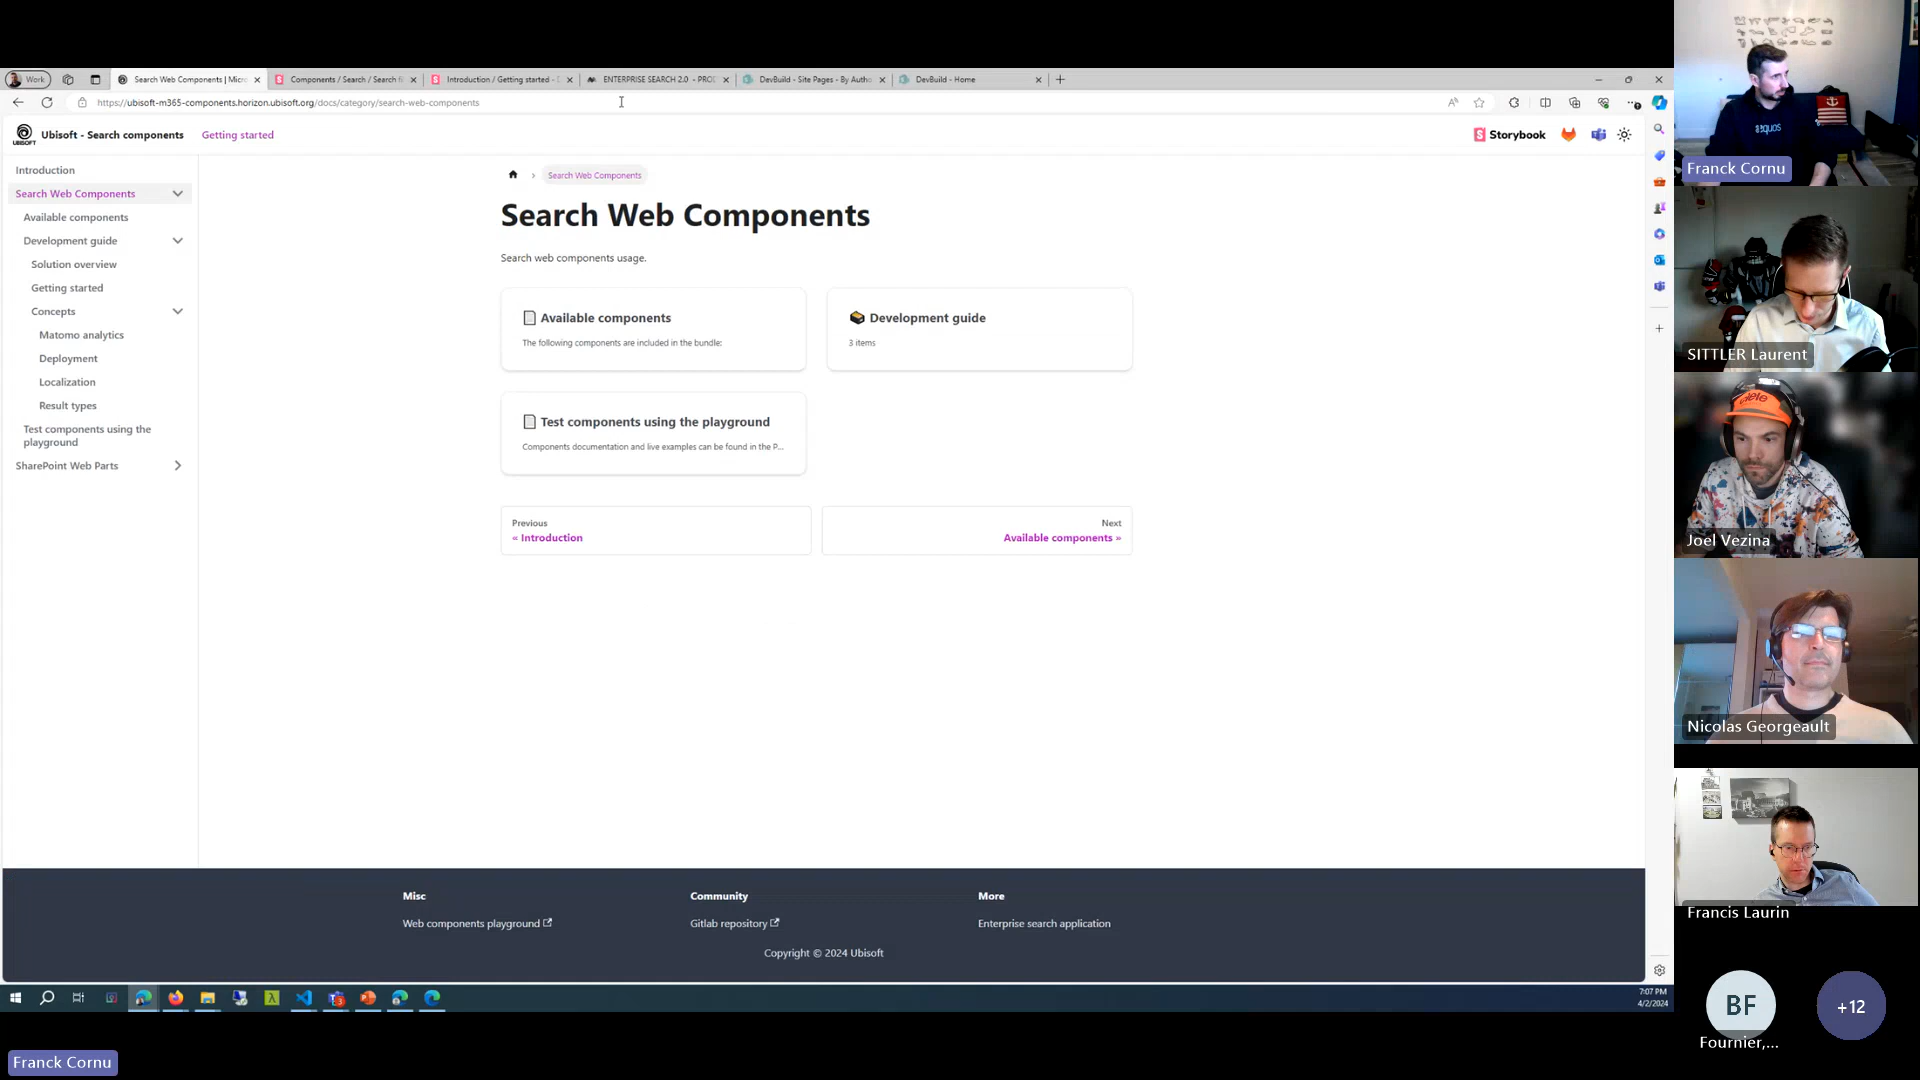 Work
Search Web Components | Micro
Components / Search / Search fi
Introduction / Getting started -
ENTERPRISE SEARCH 2.0 - PROD
DevBuild - Site Pages - By Autho
DevBuild - Home
https://ubisoft-m365-components.horizon.ubisoft.org/docs/category/search-web-components
UBISOFT
Ubisoft - Search components
Getting started
Storybook
Introduction
Search Web Components
Available components
Development guide
Solution overview
Getting started
Concepts
Matomo analytics
Deployment
Localization
Result types
Test components using the
playground
SharePoint Web Parts
Search Web Components
Search Web Components
Search web components usage.
Available components
The following components are included in the bundle:
Development guide
3 items
Test components using the playground
Components documentation and live examples can be found in the P...
Previous
« Introduction
Next
Available components »
Misc
Web components playground
Community
Gitlab repository
More
Enterprise search application
Copyright © 2024 Ubisoft
7:07 PM
4/2/2024
Franck Cornu
Franck Cornu
SITTLER Laurent
Joel Vezina
Nicolas Georgeault
Francis Laurin
BF
Fournier,...
+12